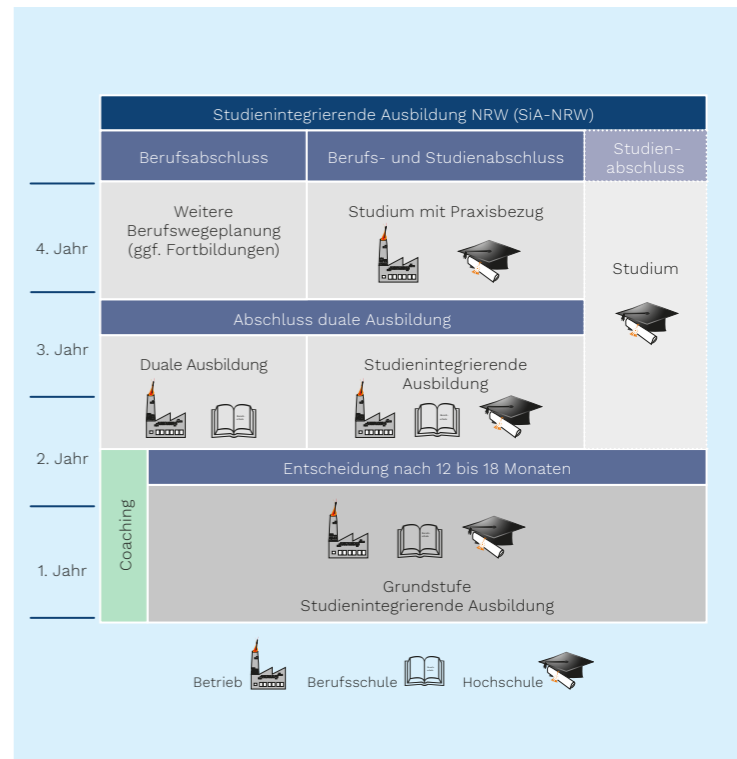 Studienintegrierende Ausbildung NRW (SiA-NRW)
Berufsabschluss
Berufs- und Studienabschluss
Studien-
abschluss
4. Jahr
Weitere
Berufswegeplanung
(ggf. Fortbildungen)
Studium mit Praxisbezug
Studium
Abschluss duale Ausbildung
3. Jahr
Duale Ausbildung
Studienintegrierende
Ausbildung
2. Jahr
Entscheidung nach 12 bis 18 Monaten
Coaching
1. Jahr
Grundstufe
Studienintegrierende Ausbildung
Betrieb
Berufsschule
Hochschule